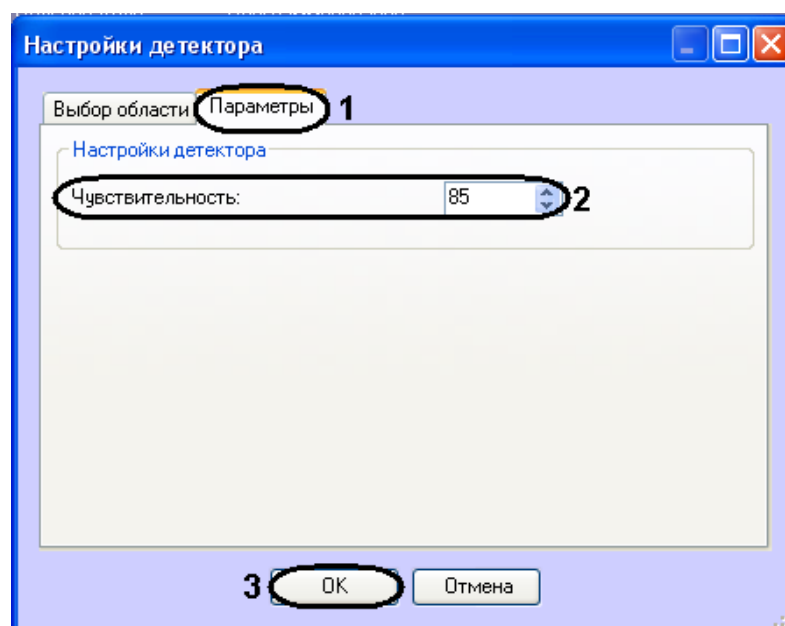 Настройки детектора
Выбор области Параметры 1
Настройки детектора
Чувствительность: 85 2
3 OK Отмена